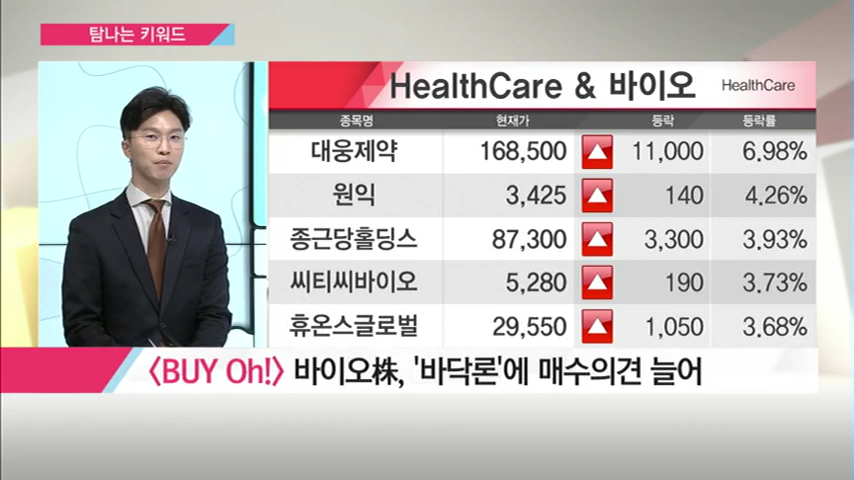 탐나는 키워드
HealthCare & 바이오 HealthCare
종목명 현재가 등락 등락률
대웅제약 168,500 11,000 6.98%
원익 3,425 140 4.26%
종근당홀딩스 87,300 3,300 3.93%
씨티씨바이오 5,280 190 3.73%
휴온스글로벌 29,550 1,050 3.68%
<BUY Oh!> 바이오株, '바닥론'에 매수의견 늘어